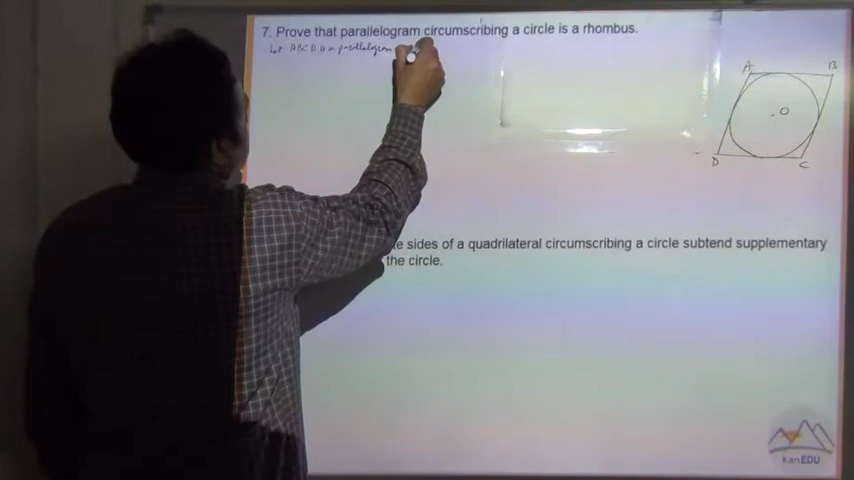 7. Prove that parallelogram circumscribing a circle is a rhombus.
Let ABCD is a parallelogram
A
B
O
D
C
te sides of a quadrilateral circumscribing a circle subtend supplementary
the circle.
kanEDU